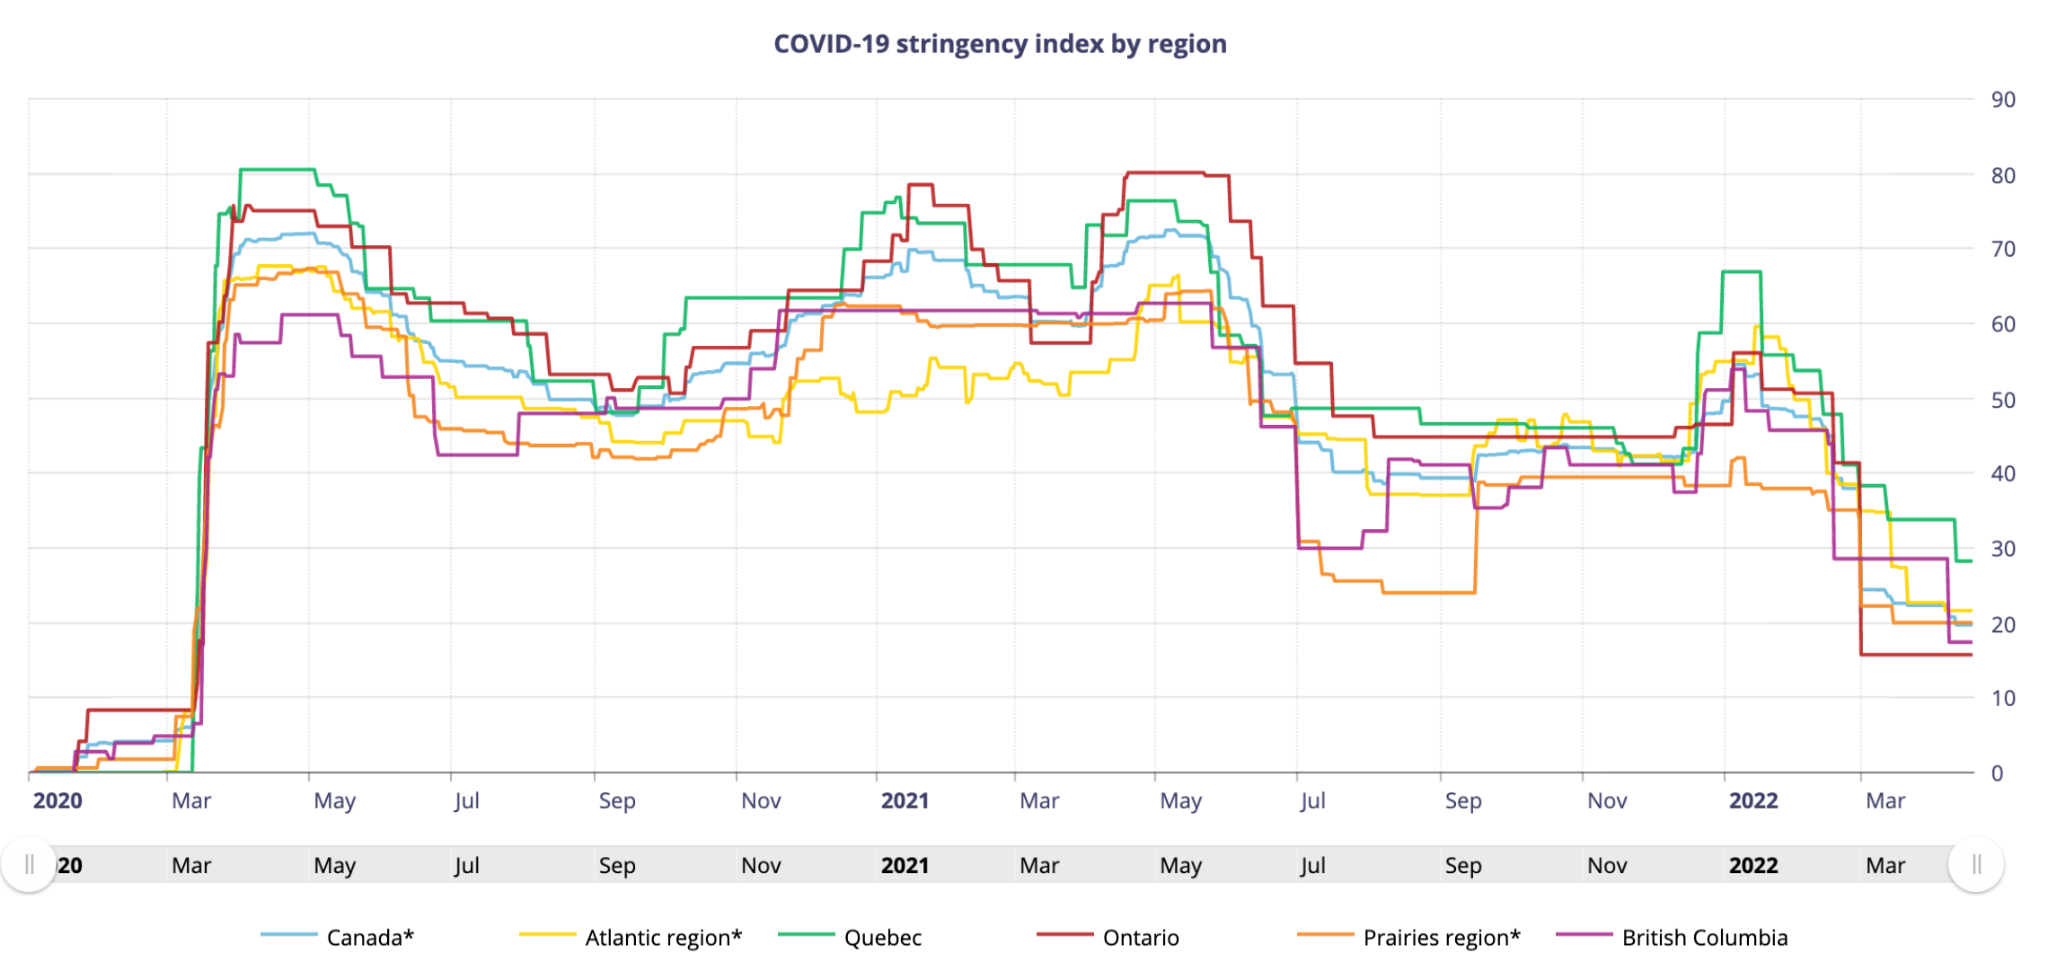 COVID-19 stringency index by region
90
80
70
60
50
40
30
20
10
0
2020 Mar May Jul Sep Nov 2021 Mar May Jul Sep Nov 2022 Mar
20 Mar May Jul Sep Nov 2021 Mar May Jul Sep Nov 2022 Mar
Canada* Atlantic region* Quebec Ontario Prairies region* British Columbia